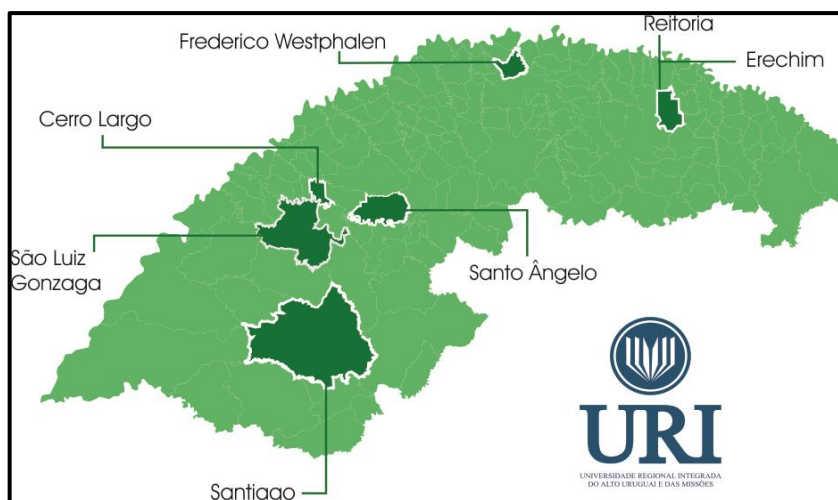 Reitoria
Frederico Westphalen
Erechim
Cerro Largo
São Luiz
Gonzaga
Santo Ângelo
Santiago
URI
UNIVERSIDADE REGIONAL INTEGRADA
DO ALTO URUGUAI E DAS MISSÕES